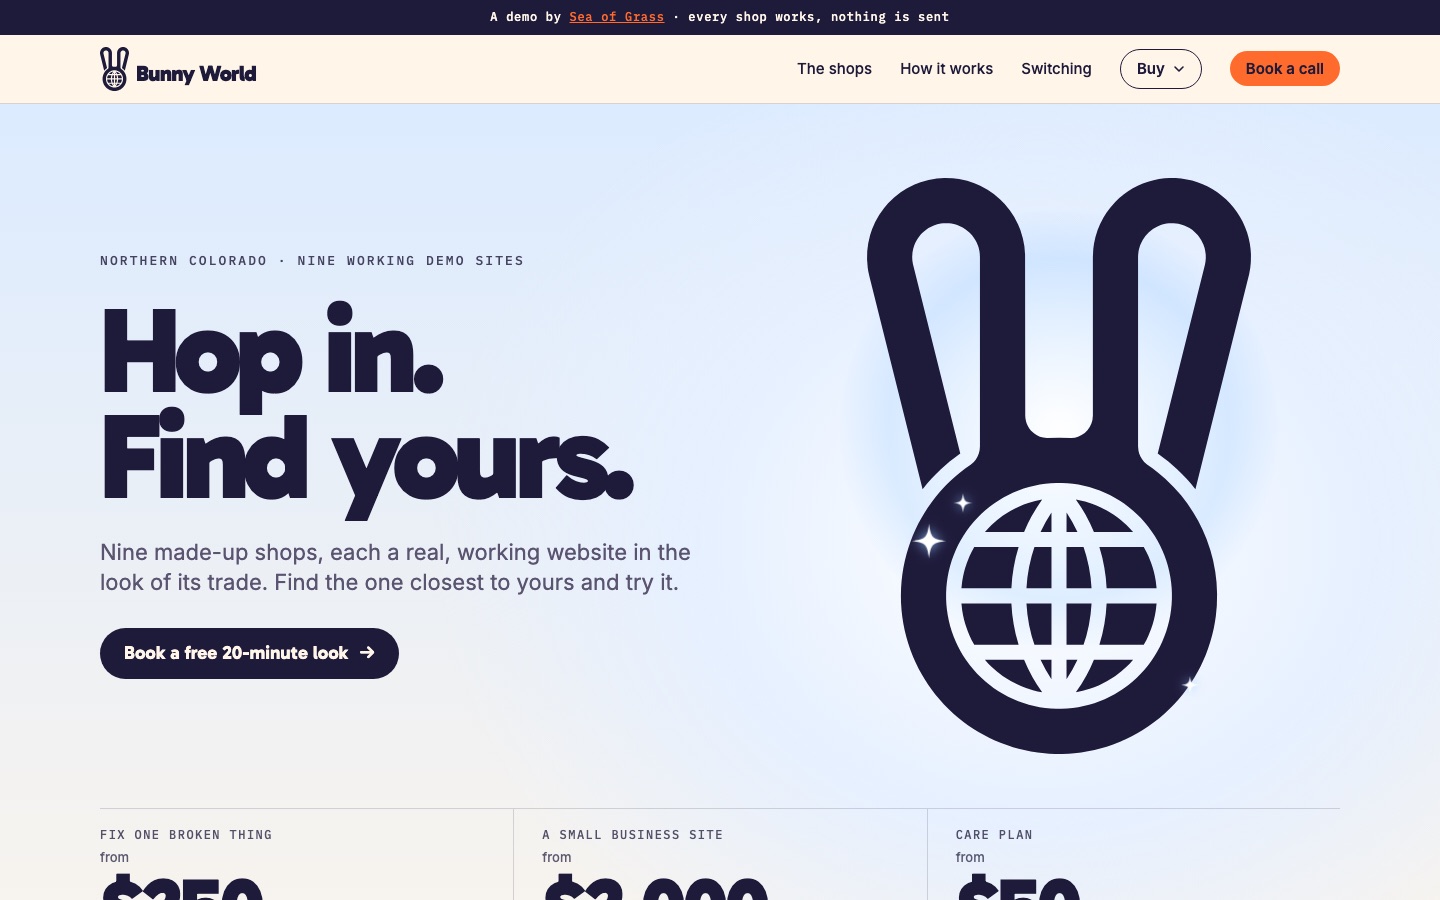 A demo by Sea of Grass · every shop works, nothing is sent
Bunny World
The shops
How it works
Switching
Buy
Book a call
NORTHERN COLORADO · NINE WORKING DEMO SITES
Hop in.
Find yours.
Nine made-up shops, each a real, working website in the
look of its trade. Find the one closest to yours and try it.
Book a free 20-minute look →
FIX ONE BROKEN THING
from
$350
A SMALL BUSINESS SITE
from
CARE PLAN
from
$50